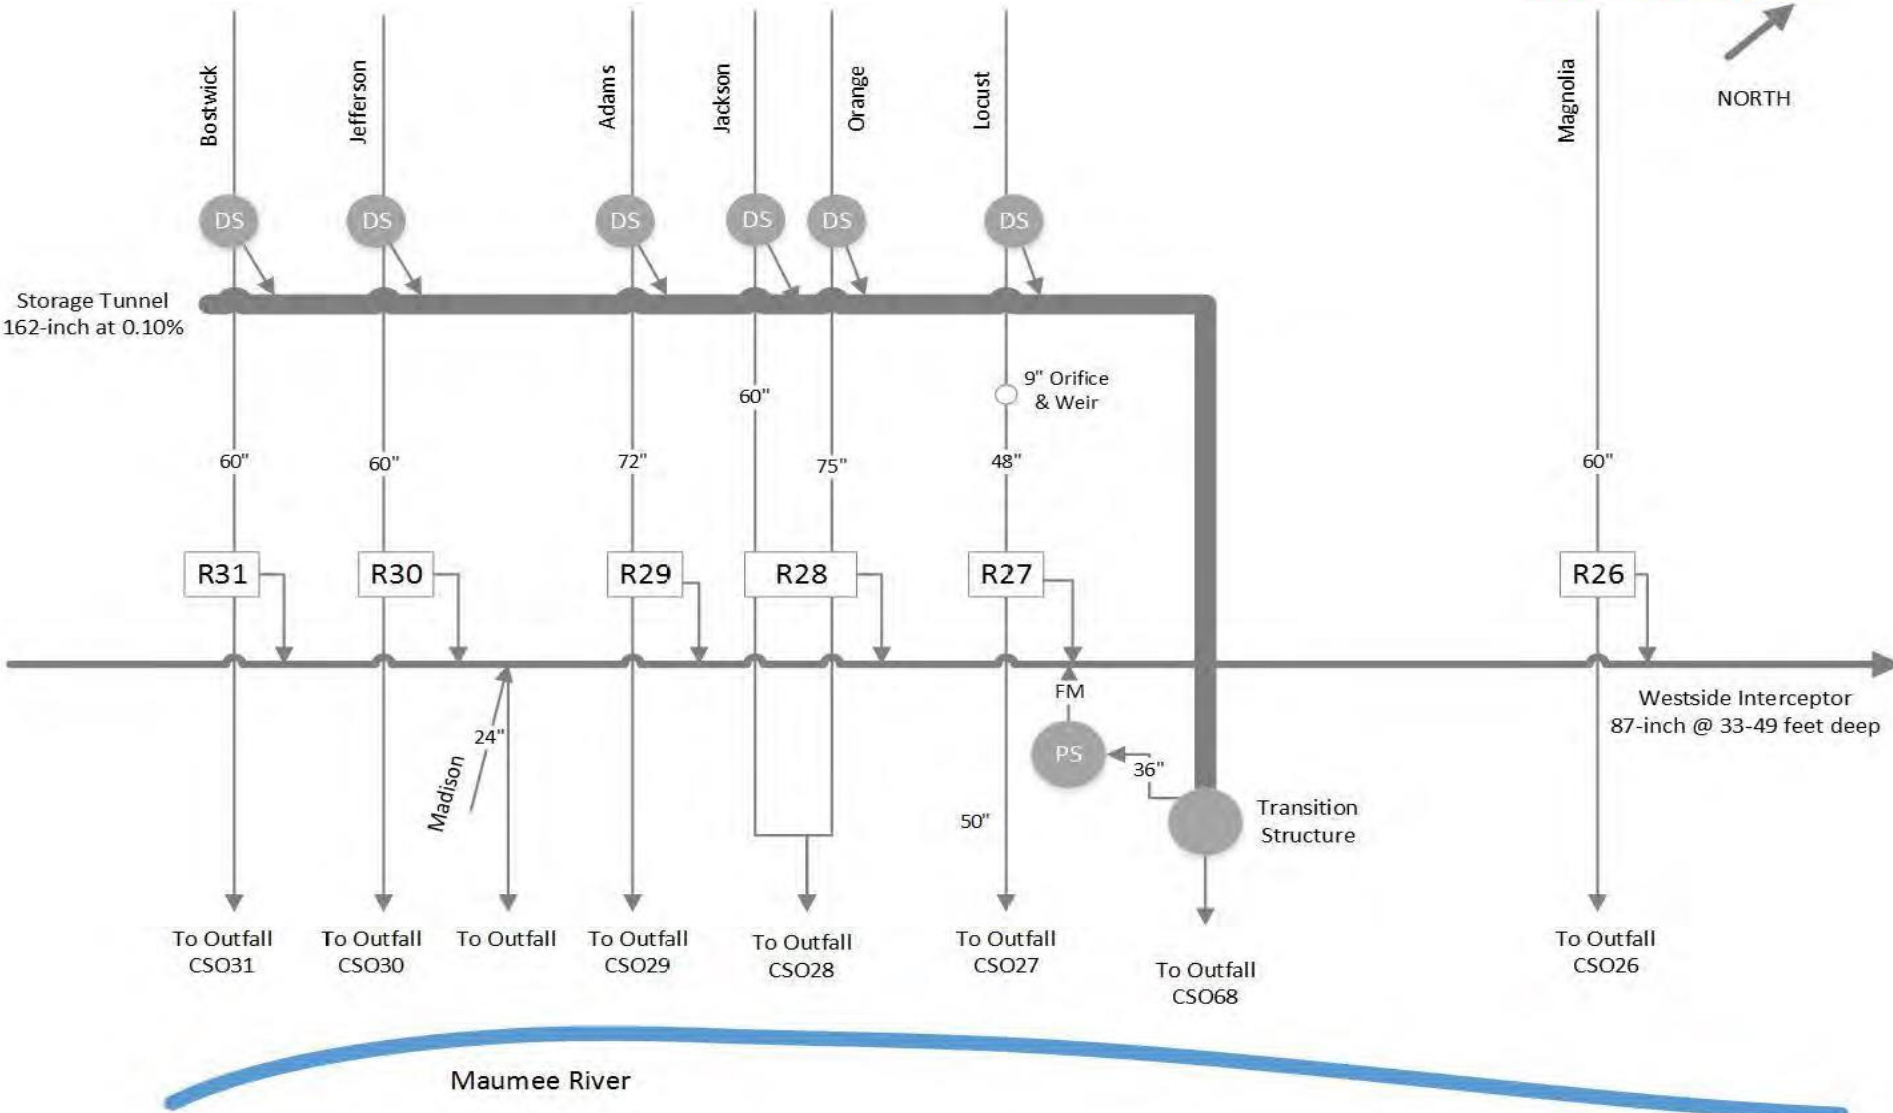 Bostwick
Jefferson
Adams
Jackson
Orange
Locust
Magnolia
NORTH
DS
DS
DS
DS
DS
DS
Storage Tunnel
162-inch at 0.10%
9" Orifice
& Weir
60"
60"
60"
72"
75"
48"
60"
R31
R30
R29
R28
R27
R26
FM
Westside Interceptor
87-inch @ 33-49 feet deep
24"
Madison
PS
36"
50"
Transition
Structure
To Outfall
CSO31
To Outfall
CSO30
To Outfall
To Outfall
CSO29
To Outfall
CSO28
To Outfall
CSO27
To Outfall
CSO68
To Outfall
CSO26
Maumee River